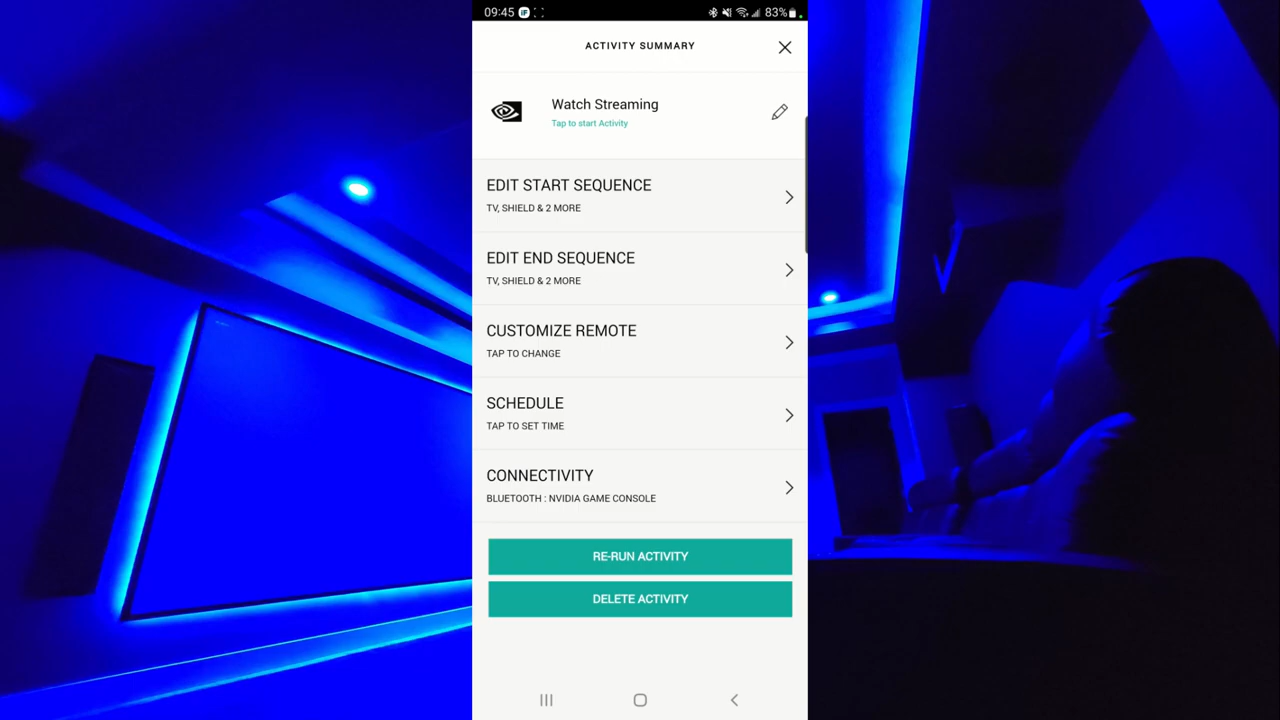 09:45
83%
ACTIVITY SUMMARY
Watch Streaming
Tap to start Activity
EDIT START SEQUENCE
TV, SHIELD & 2 MORE
EDIT END SEQUENCE
TV, SHIELD & 2 MORE
CUSTOMIZE REMOTE
TAP TO CHANGE
SCHEDULE
TAP TO SET TIME
CONNECTIVITY
BLUETOOTH : NVIDIA GAME CONSOLE
RE-RUN ACTIVITY
DELETE ACTIVITY